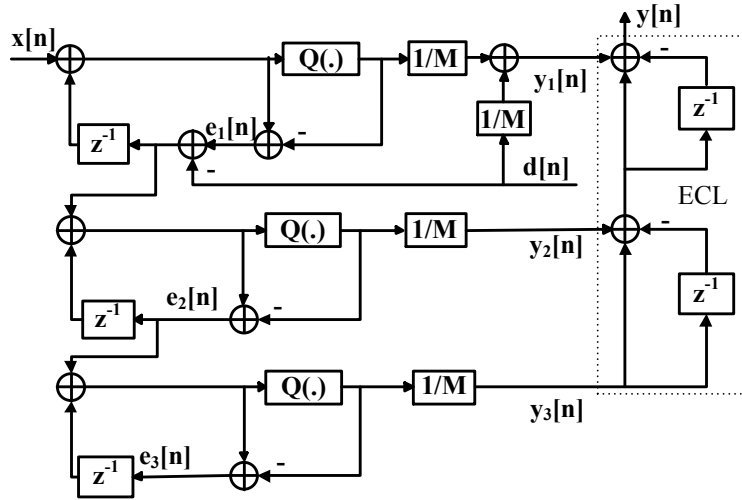 y[n]
x[n]
-
Q(.)
1/M
y₁[n]
z⁻¹
1/M
z⁻¹
e₁[n]
-
-
d[n]
ECL
-
Q(.)
1/M
y₂[n]
z⁻¹
e₂[n]
-
z⁻¹
Q(.)
1/M
y₃[n]
z⁻¹
e₃[n]
-